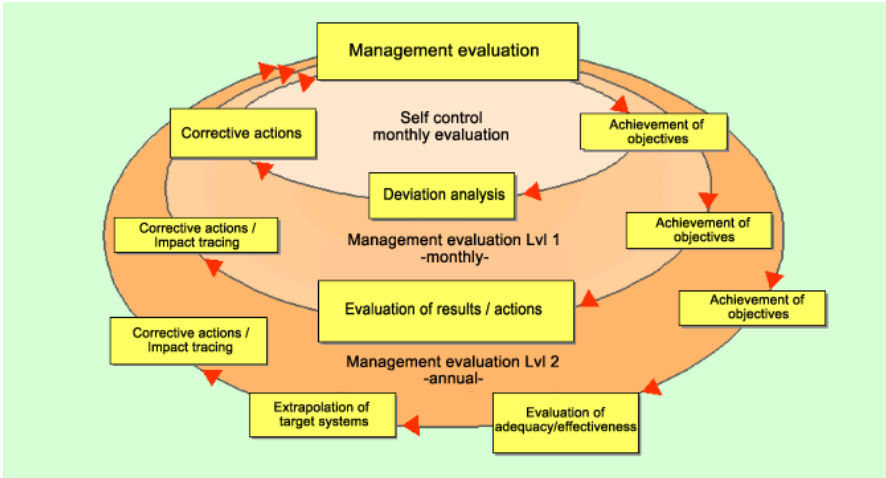 Management evaluation
Self control
monthly evaluation
Corrective actions
Achievement of
objectives
Deviation analysis
Management evaluation Lvl 1
-monthly-
Corrective actions /
Impact tracing
Achievement of
objectives
Evaluation of results / actions
Achievement of
objectives
Corrective actions /
Impact tracing
Management evaluation Lvl 2
-annual-
Extrapolation of
target systems
Evaluation of
adequacy/effectiveness